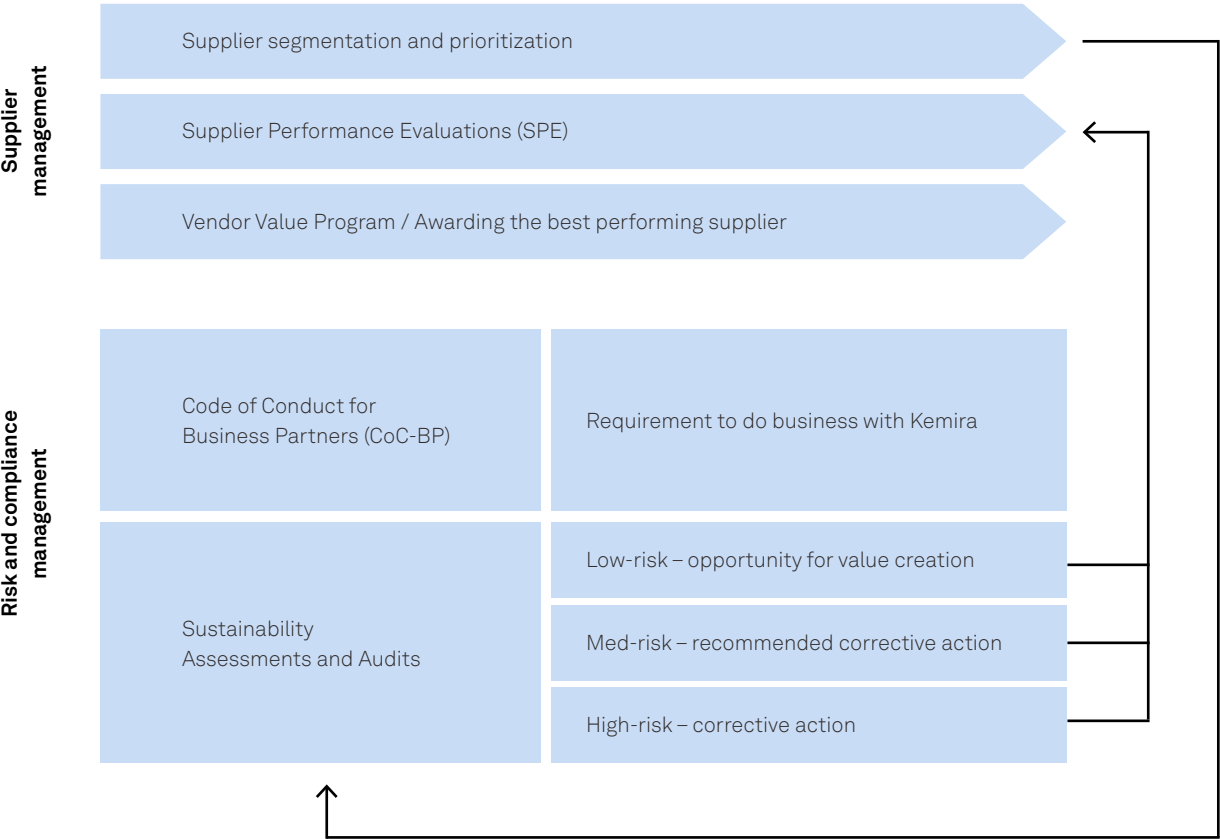 Supplier
management
Supplier segmentation and prioritization
Supplier Performance Evaluations (SPE)
Vendor Value Program / Awarding the best performing supplier
Risk and compliance
management
Code of Conduct for
Business Partners (CoC-BP)
Requirement to do business with Kemira
Sustainability
Assessments and Audits
Low-risk – opportunity for value creation
Med-risk – recommended corrective action
High-risk – corrective action